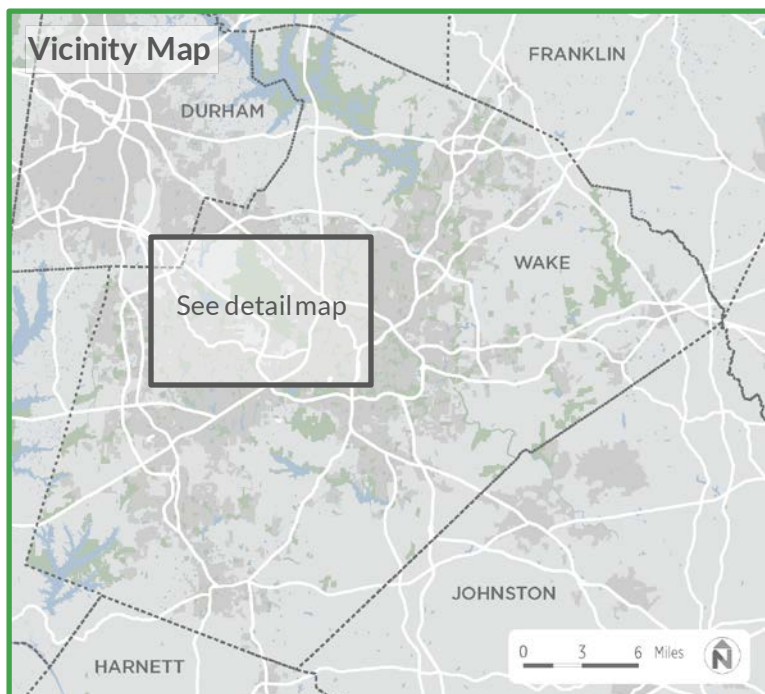 Vicinity Map
FRANKLIN
DURHAM
WAKE
See detail map
JOHNSTON
0 3 6 Miles
N
HARNETT